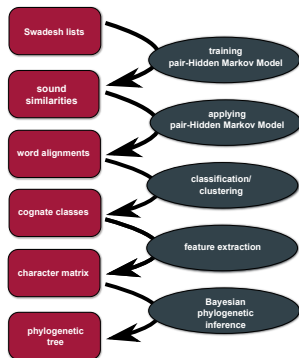 Swadesh lists
training
pair-Hidden Markov Model
sound
similarities
applying
pair-Hidden Markov Model
word alignments
classification/
clustering
cognate classes
feature extraction
character matrix
Bayesian
phylogenetic
inference
phylogenetic
tree